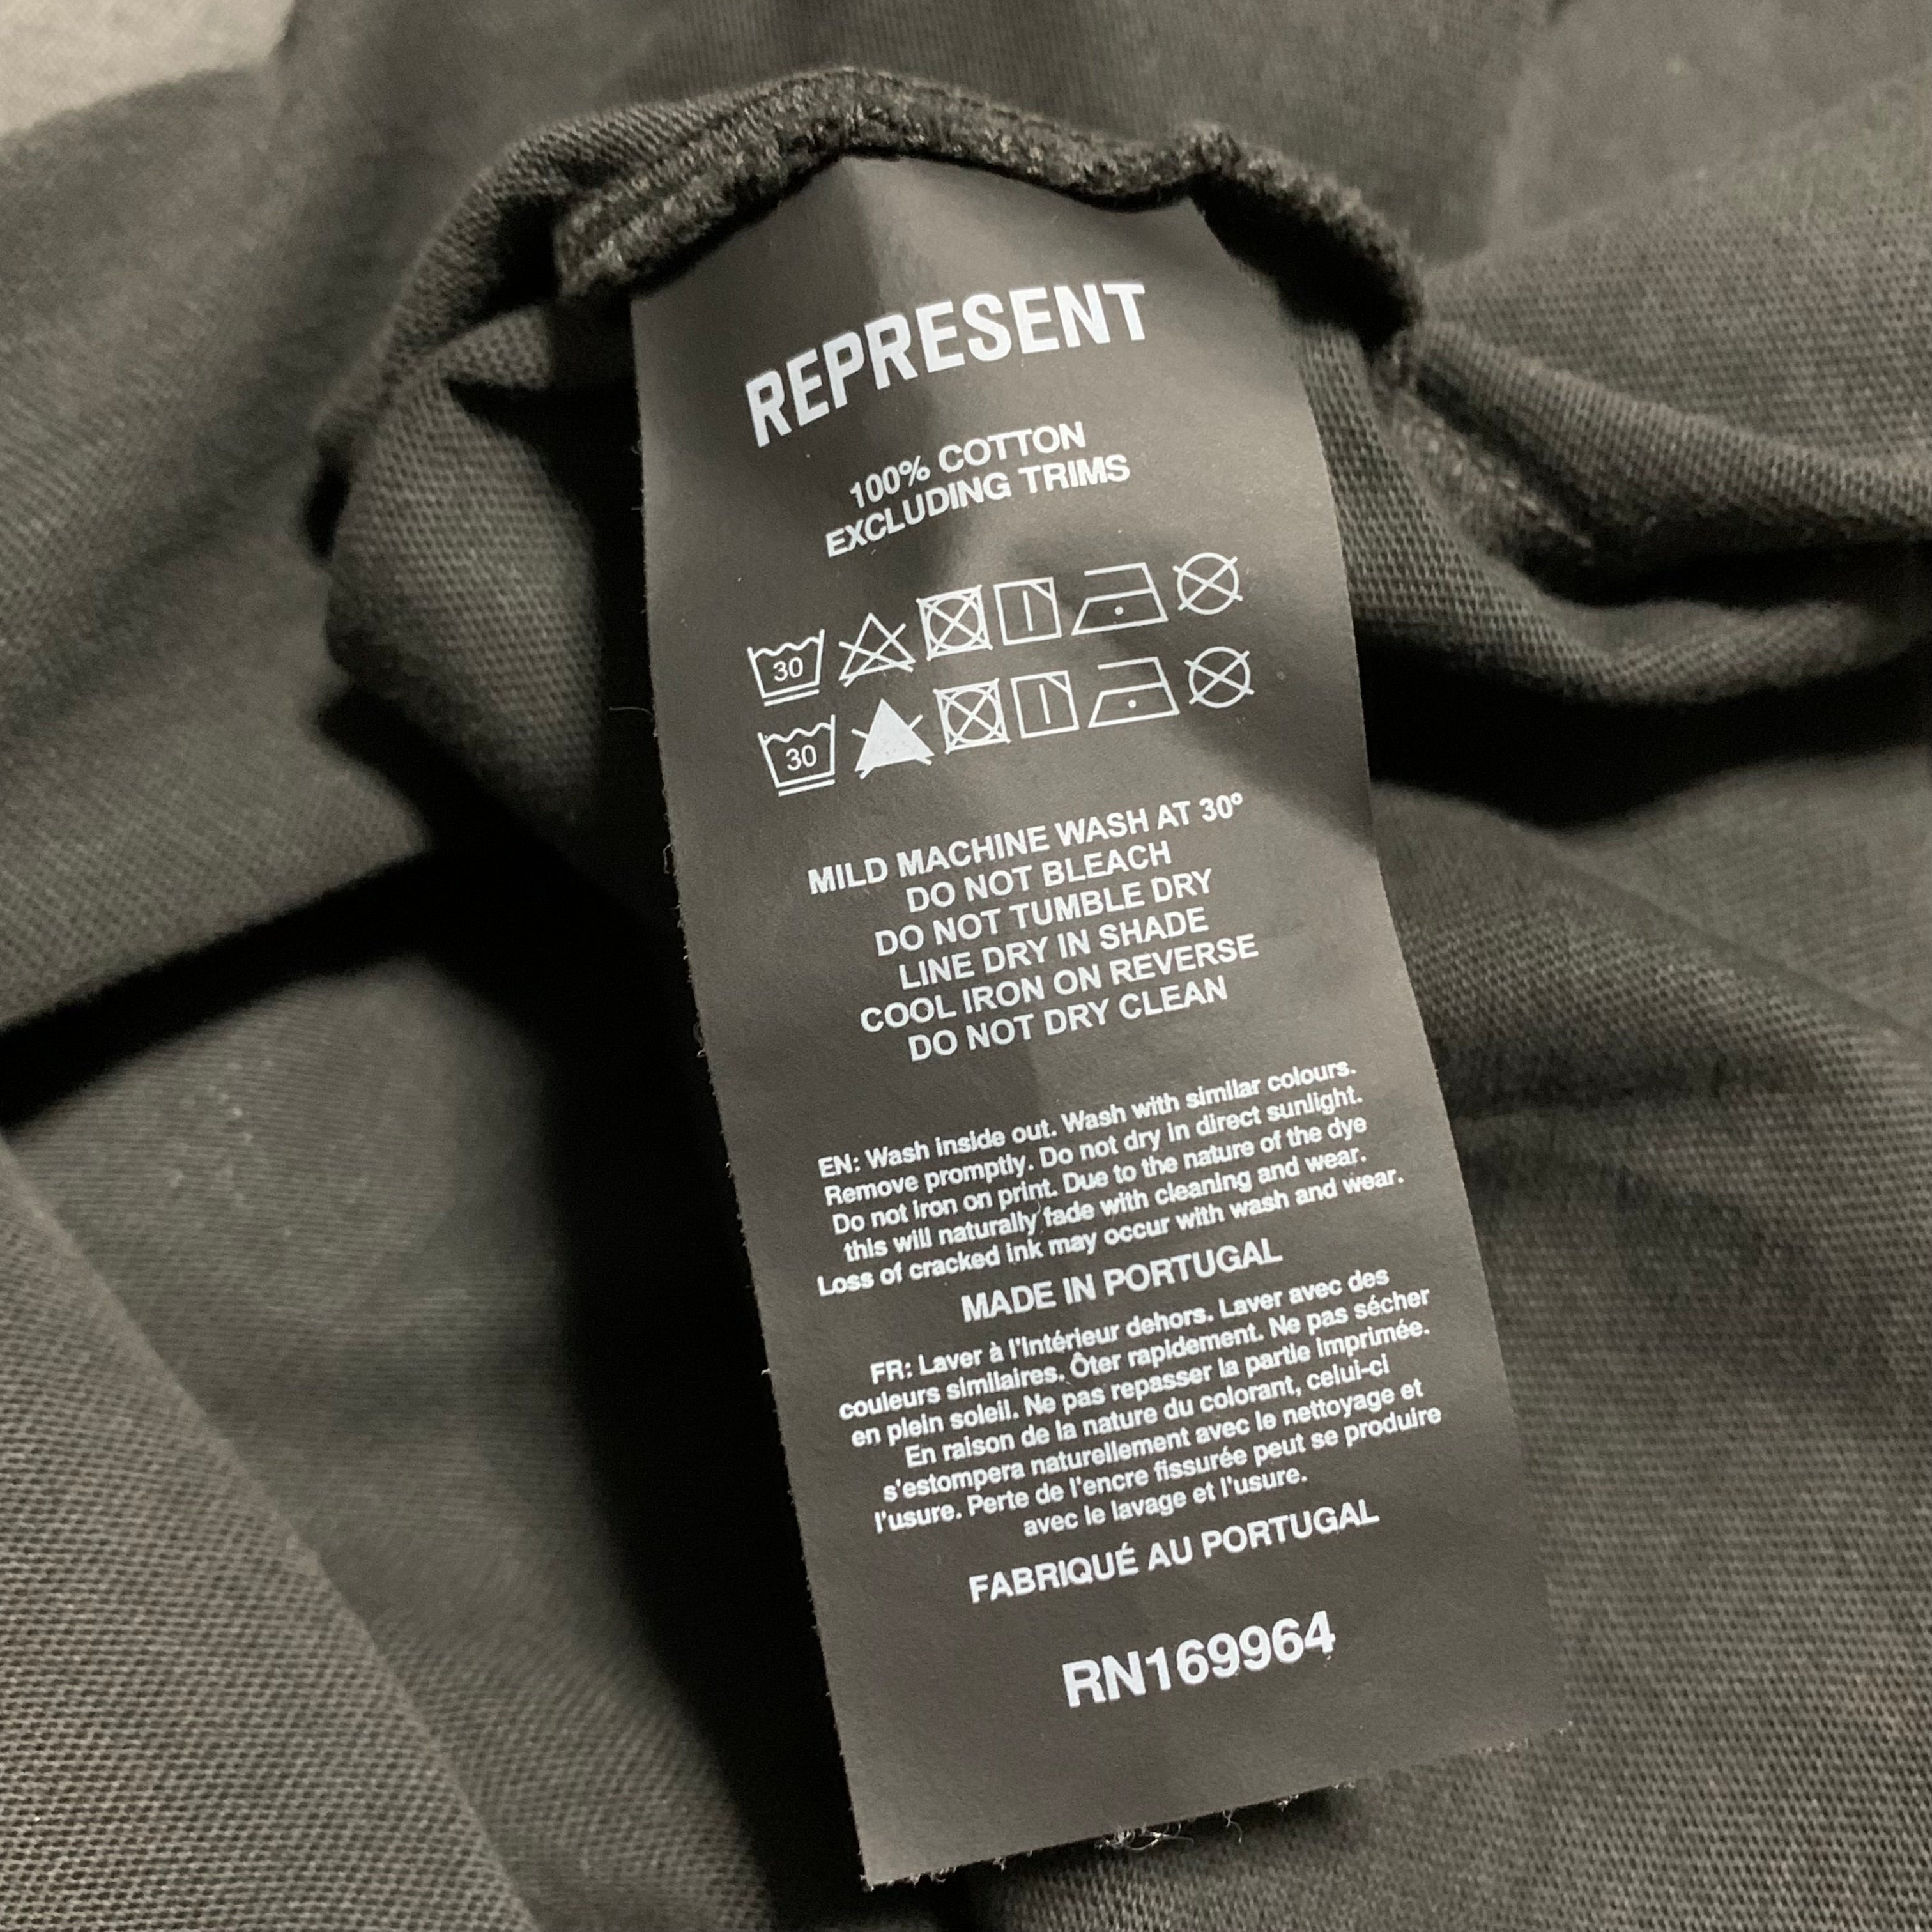 REPRESENT
100% COTTON
EXCLUDING TRIMS
30
30
MILD MACHINE WASH AT 30°
DO NOT BLEACH
DO NOT TUMBLE DRY
LINE DRY IN SHADE
COOL IRON ON REVERSE
DO NOT DRY CLEAN
EN: Wash inside out. Wash with similar colours.
Remove promptly. Do not dry in direct sunlight.
Do not iron on print. Due to the nature of the dye
this will naturally fade with cleaning and wear.
Loss of cracked ink may occur with wash and wear.
MADE IN PORTUGAL
FR: Laver à l'intérieur dehors. Laver avec des
couleurs similaires. Ôter rapidement. Ne pas sécher
en plein soleil. Ne pas repasser la partie imprimée.
En raison de la nature du colorant, celui-ci
s'estompera naturellement avec le nettoyage et
l'usure. Perte de l'encre fissurée peut se produire
avec le lavage et l'usure.
FABRIQUÉ AU PORTUGAL
RN169964